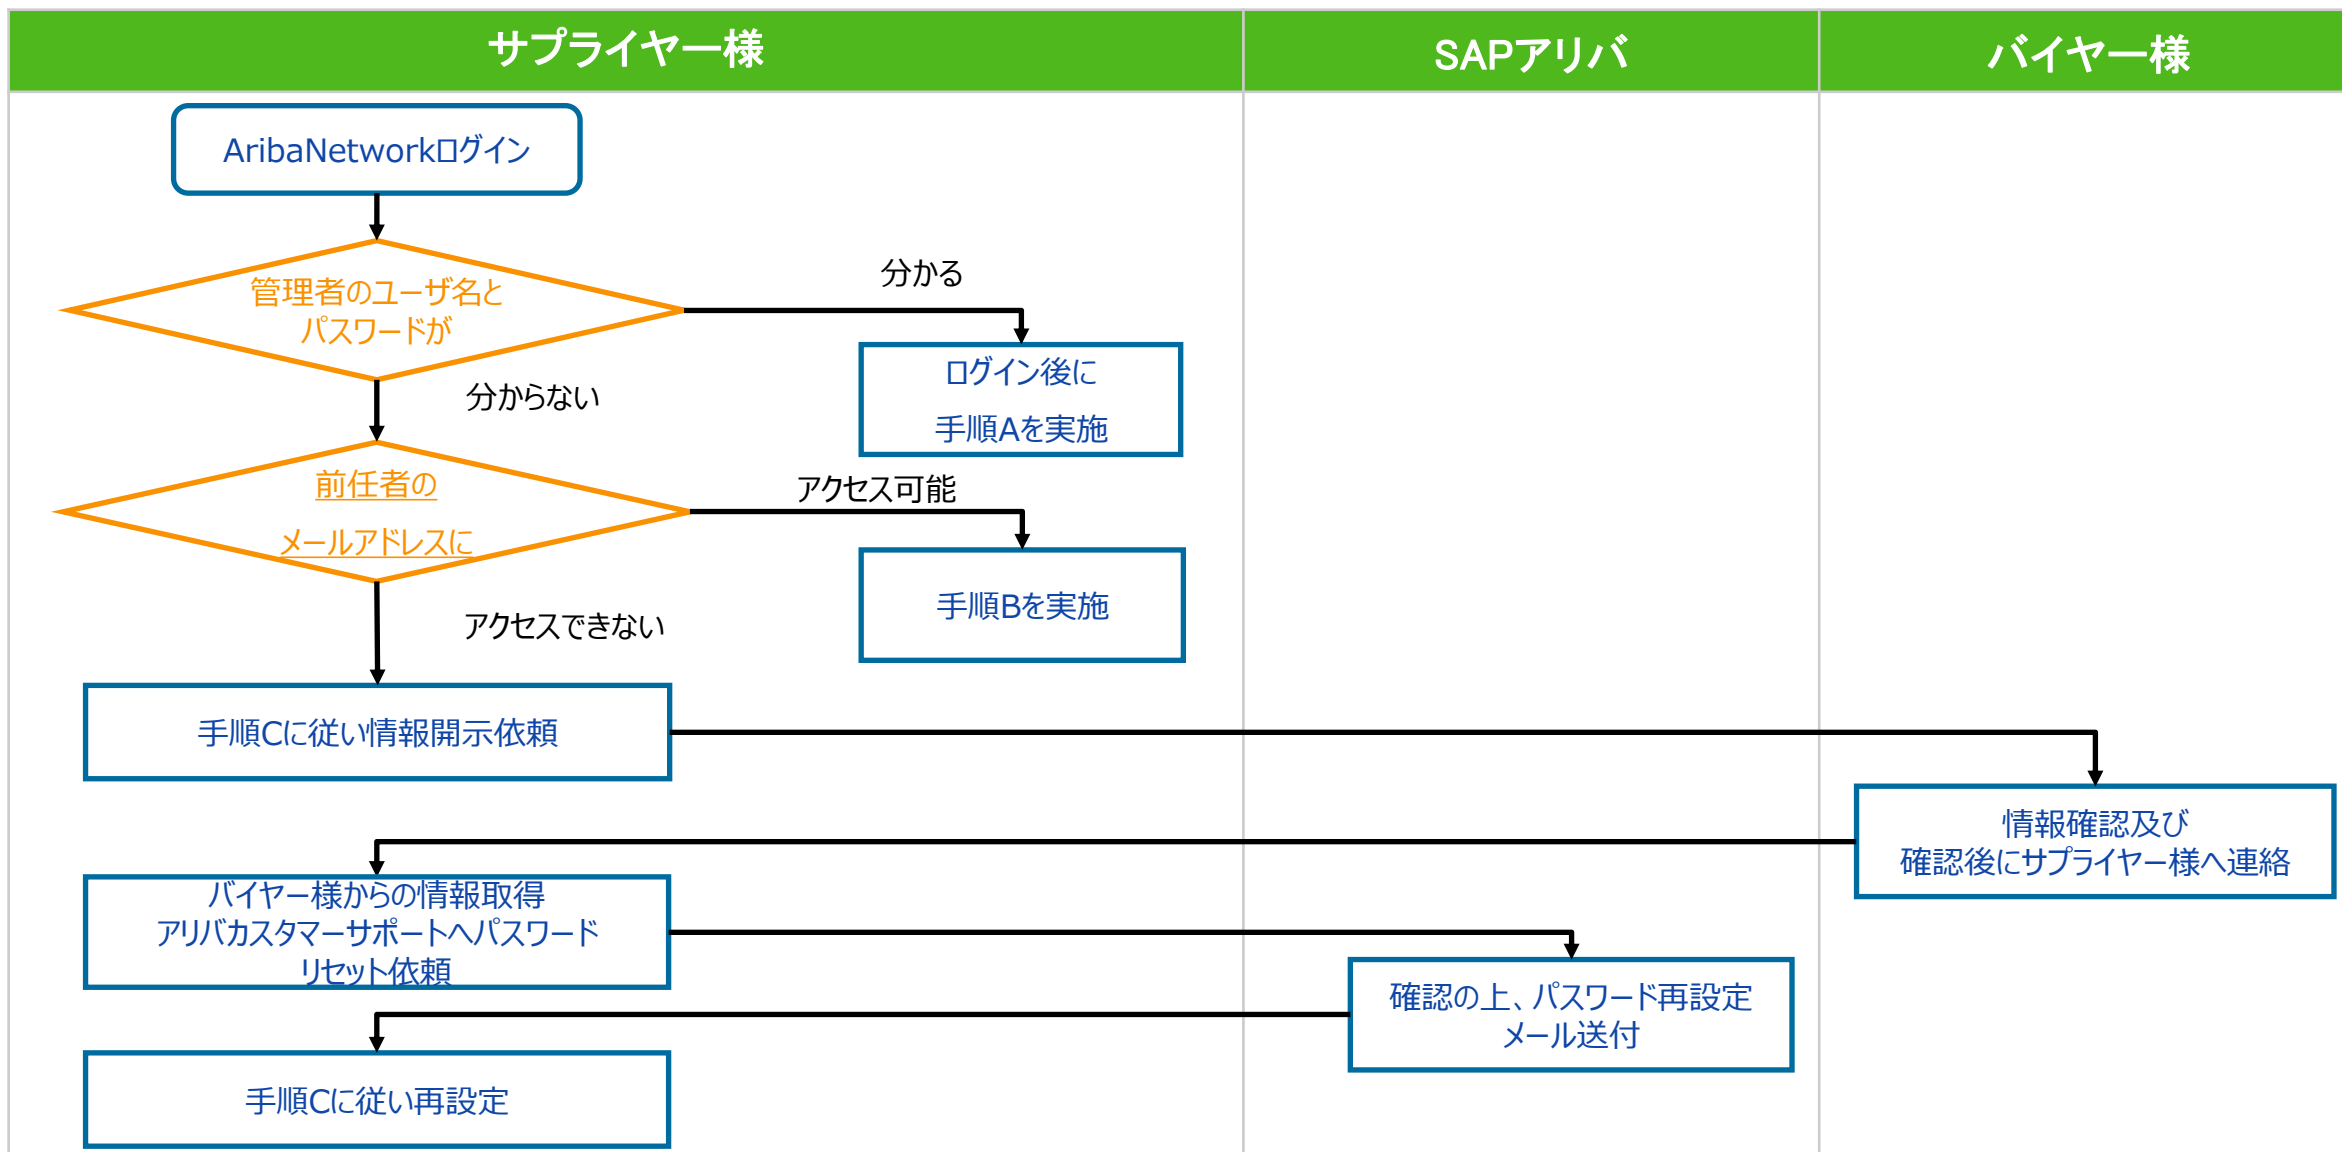 サプライヤー様
SAPアリバ
バイヤー様
AribaNetworkログイン
管理者のユーザ名と
パスワードが
分かる
ログイン後に
手順Aを実施
分からない
前任者の
メールアドレスに
アクセス可能
手順Bを実施
アクセスできない
手順Cに従い情報開示依頼
情報確認及び
確認後にサプライヤー様へ連絡
バイヤー様からの情報取得
アリバカスタマーサポートへパスワード
リセット依頼
確認の上、パスワード再設定
メール送付
手順Cに従い再設定